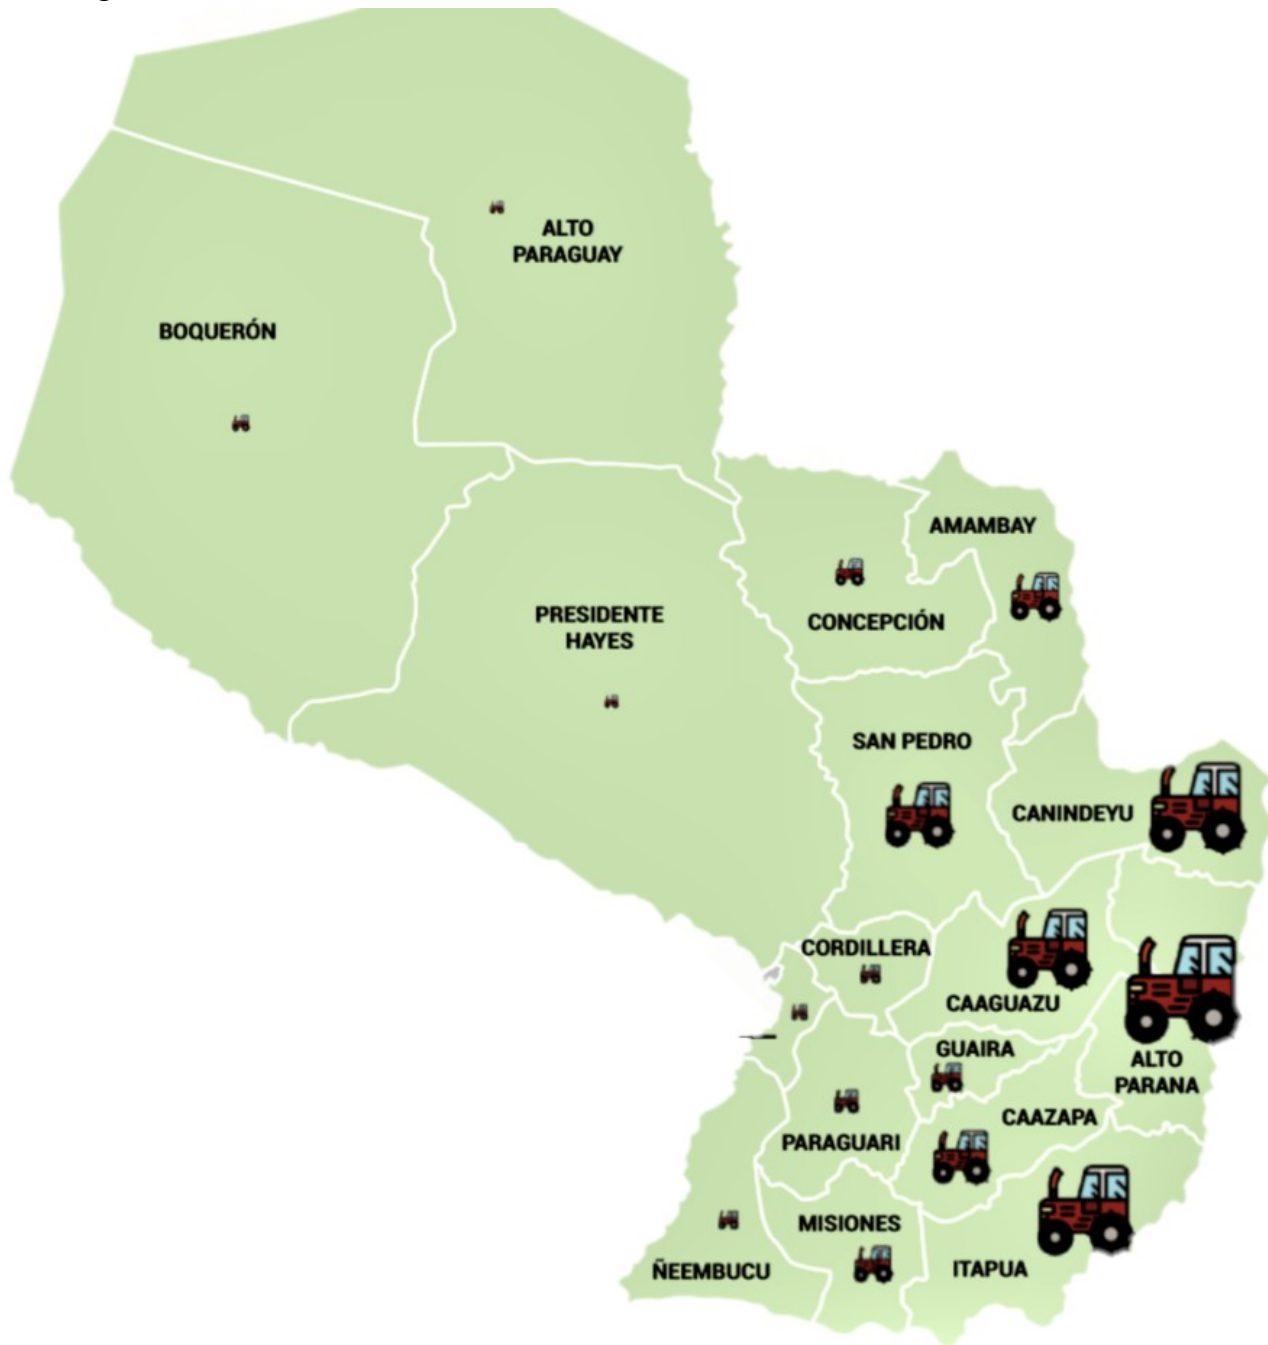 ALTO
PARAGUAY
BOQUERÓN
AMAMBAY
PRESIDENTE
HAYES
CONCEPCIÓN
SAN PEDRO
CANINDEYU
CORDILLERA
CAAGUAZU
GUAIRA
ALTO
PARANA
CAAZAPA
PARAGUARI
MISIONES
ÑEEMBUCU
ITAPUA